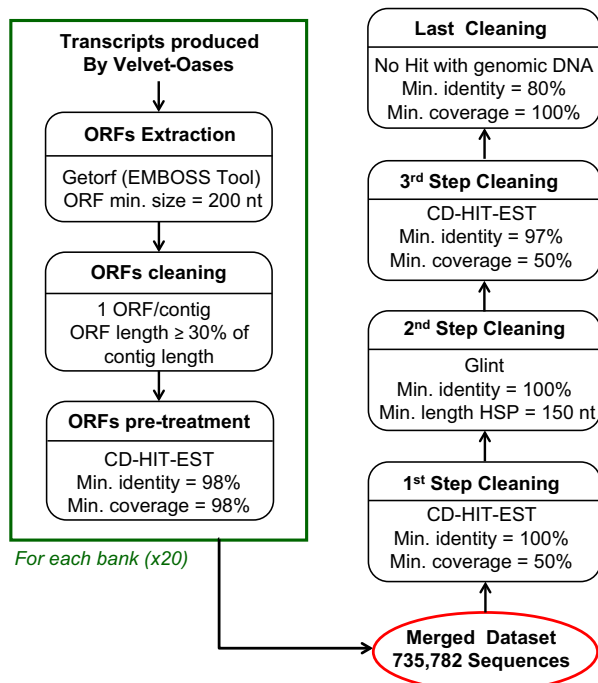 Transcripts produced
By Velvet-Oases
ORFs Extraction
Getorf (EMBOSS Tool)
ORF min. size = 200 nt
ORFs cleaning
1 ORF/contig
ORF length ≥ 30% of
contig length
ORFs pre-treatment
CD-HIT-EST
Min. identity = 98%
Min. coverage = 98%
For each bank (x20)
Merged Dataset
735,782 Sequences
1st Step Cleaning
CD-HIT-EST
Min. identity = 100%
Min. coverage = 50%
2nd Step Cleaning
Glint
Min. identity = 100%
Min. length HSP = 150 nt
3rd Step Cleaning
CD-HIT-EST
Min. identity = 97%
Min. coverage = 50%
Last Cleaning
No Hit with genomic DNA
Min. identity = 80%
Min. coverage = 100%